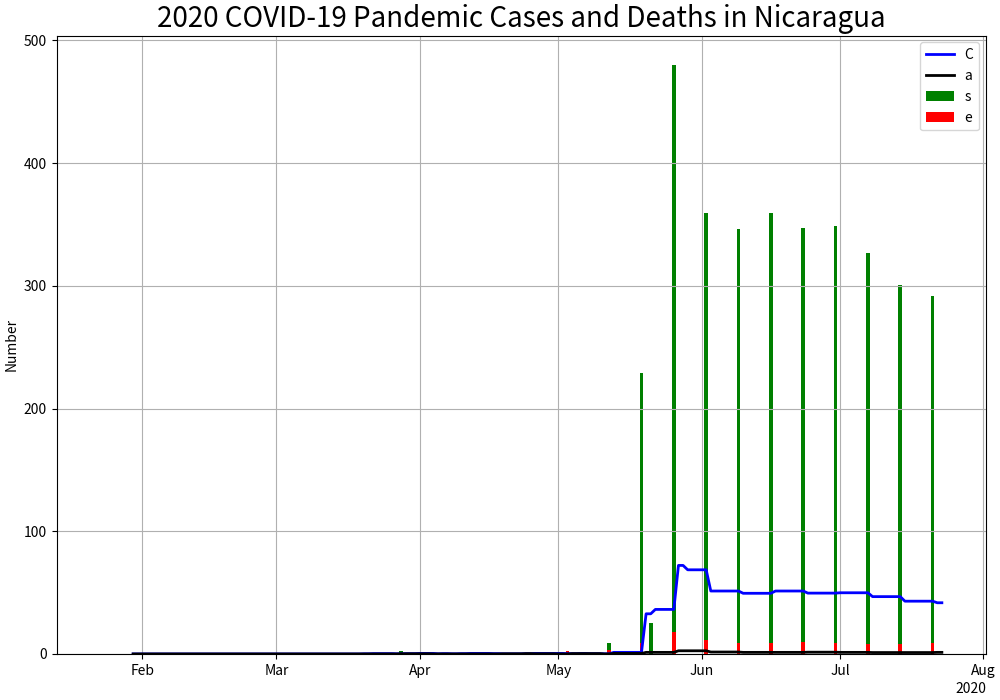 2020 COVID-19 Pandemic Cases and Deaths in Nicaragua
500
400
300
200
100
0
Number
C
a
s
e
Feb
Mar
Apr
May
Jun
Jul
Aug
2020